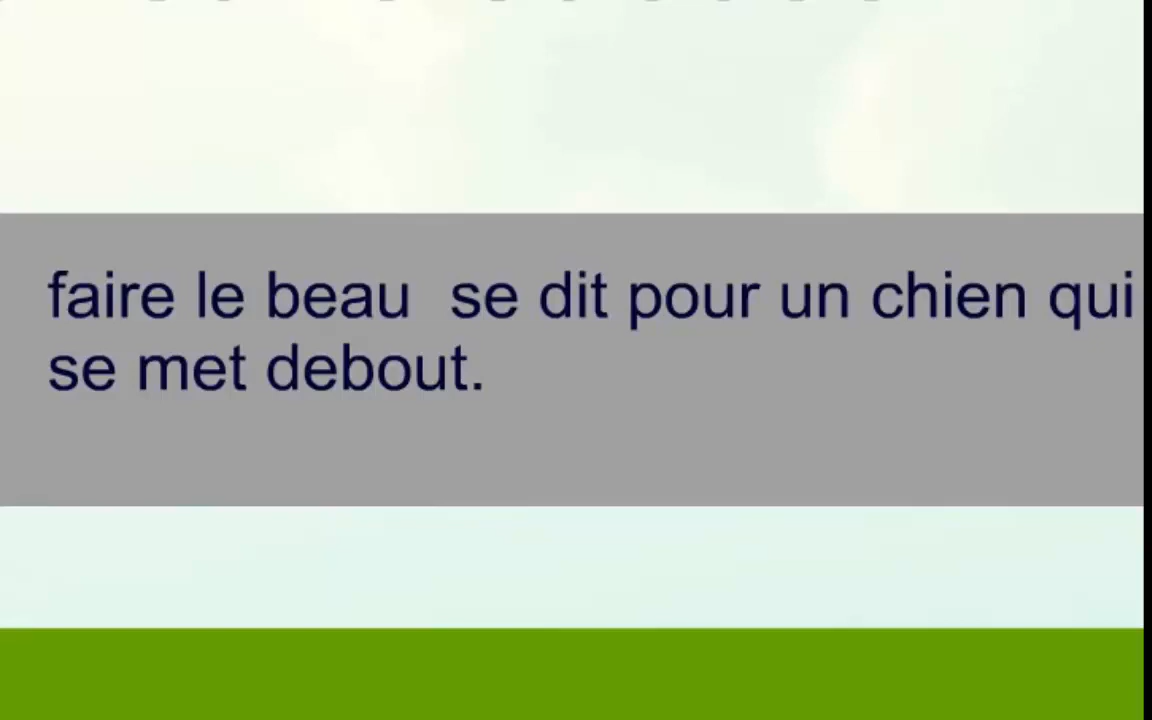 faire le beau  se dit pour un chien qui
se met debout.